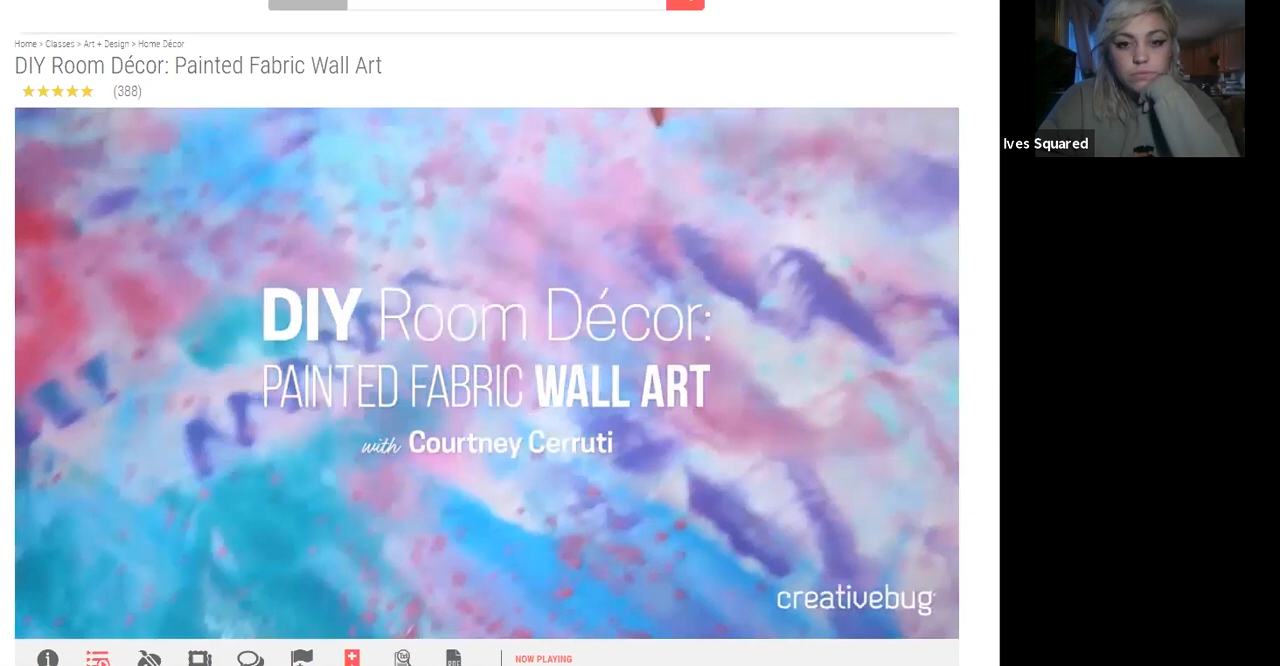 Home > Classes > Art + Design > Home Décor
DIY Room Décor: Painted Fabric Wall Art
(388)
DIY Room Décor:
PAINTED FABRIC WALL ART
with Courtney Cerruti
creativebug
NOW PLAYING
Ives Squared